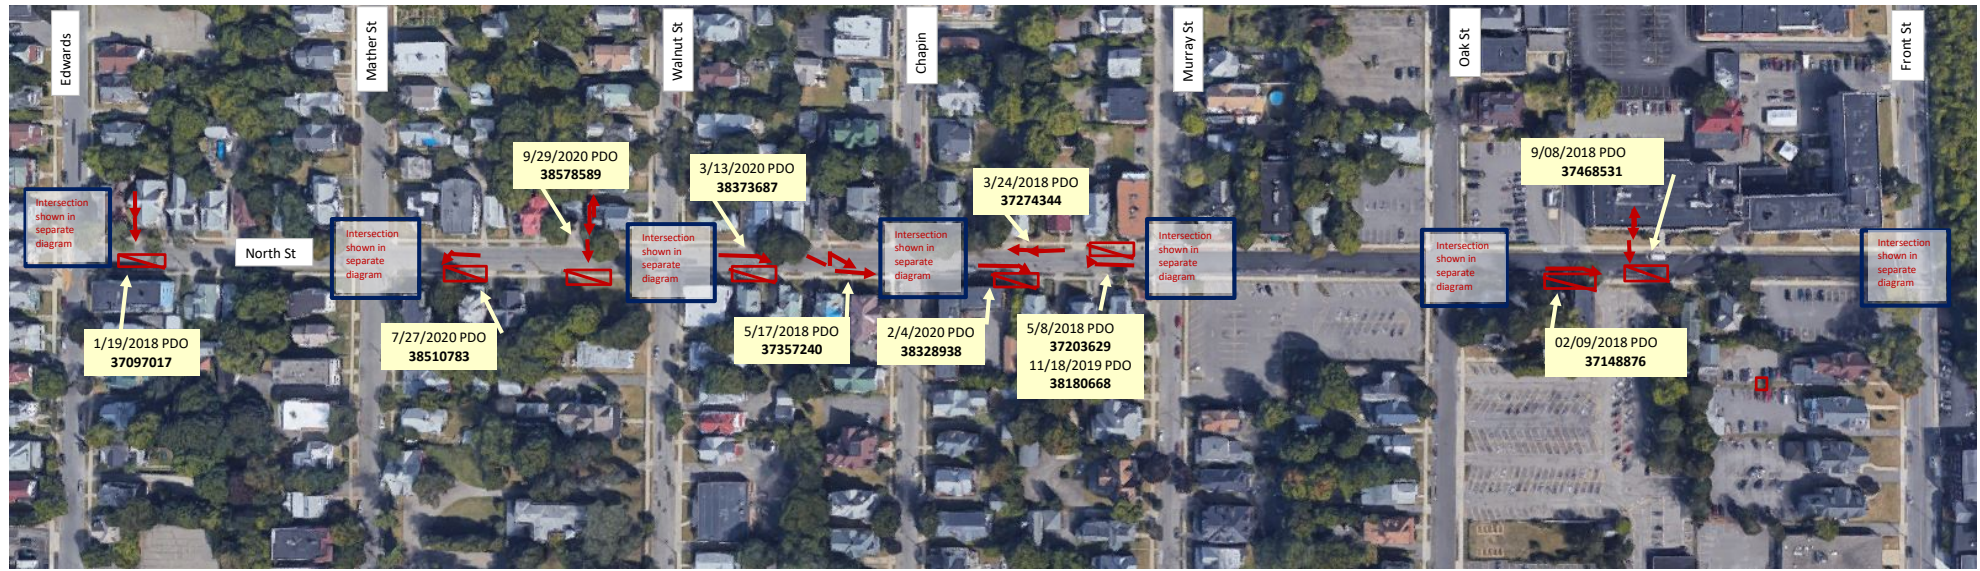 Edwards
Mather St
Walnut St
Chapin
Murray St
Oak St
Front St
9/29/2020 PDO
38578589
3/13/2020 PDO
38373687
3/24/2018 PDO
37274344
9/08/2018 PDO
37468531
Intersection
shown in
separate
diagram
North St
Intersection
shown in
separate
diagram
Intersection
shown in
separate
diagram
Intersection
shown in
separate
diagram
Intersection
shown in
separate
diagram
Intersection
shown in
separate
diagram
Intersection
shown in
separate
diagram
1/19/2018 PDO
37097017
7/27/2020 PDO
38510783
5/17/2018 PDO
37357240
2/4/2020 PDO
38328938
5/8/2018 PDO
37203629
11/18/2019 PDO
38180668
02/09/2018 PDO
37148876